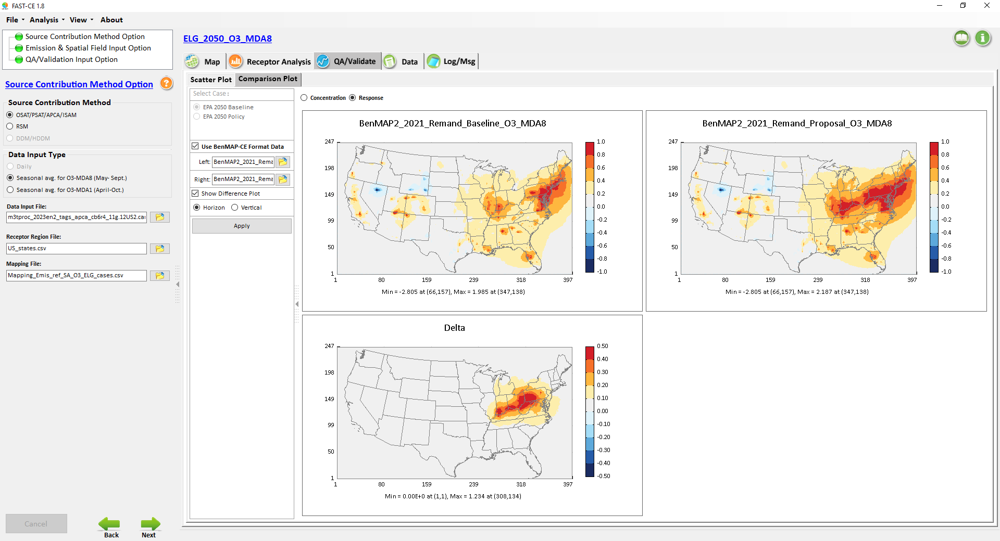 FAST-CE 1.8
File Analysis View About
Source Contribution Method Option
Emission & Spatial Field Input Option
QA/Validation Input Option
Source Contribution Method Option
Source Contribution Method
OSAT/PSAT/APCA/ISAM
RSM
DDM/HDDM
Data Input Type
Daily
Seasonal avg. for O3-MDA8 (May- Sept.)
Seasonal avg. for O3-MDA1 (April-Oct.)
Data Input File:
m3tproc_2023en2_tags_apca_cb6r4_11g.12US2.cai
Receptor Region File:
US_states.csv
Mapping File:
Mapping_Emis_ref_SA_O3_ELG_cases.csv
Cancel
Back
Next
ELG_2050_O3_MDA8
Map
Receptor Analysis
QA/Validate
Data
Log/Msg
Scatter Plot
Comparison Plot
Select Case:
EPA 2050 Baseline
EPA 2050 Policy
Use BenMAP-CE Format Data
Left: BenMAP2_2021_Rema
Right: BenMAP2_2021_Rema
Show Difference Plot
Horizon Vertical
Apply
Concentration Response
BenMAP2_2021_Remand_Baseline_O3_MDA8
247
198
149
99
50
1
1 80 159 239 318 397
1.0
0.8
0.6
0.4
0.2
0.0
-0.2
-0.4
-0.6
-0.8
-1.0
Min = -2.805 at (66,157), Max = 1.985 at (347,138)
BenMAP2_2021_Remand_Proposal_O3_MDA8
247
198
149
99
50
1
1 80 159 239 318 397
1.0
0.8
0.6
0.4
0.2
0.0
-0.2
-0.4
-0.6
-0.8
-1.0
Min = -2.805 at (66,157), Max = 2.187 at (347,138)
Delta
247
198
149
99
50
1
1 80 159 239 318 397
0.50
0.40
0.30
0.20
0.10
0.00
-0.10
-0.20
-0.30
-0.40
-0.50
Min = 0.00E+0 at (1,1), Max = 1.234 at (308,134)